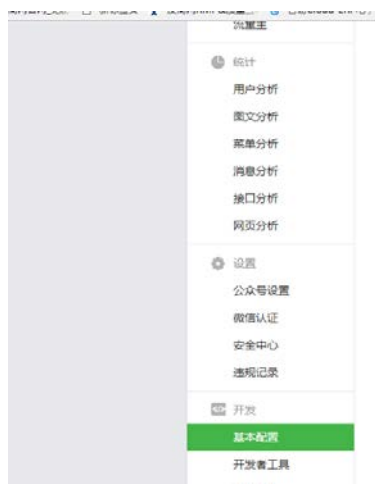 流量主
统计
用户分析
图文分析
菜单分析
消息分析
接口分析
网页分析
设置
公众号设置
微信认证
安全中心
违规记录
开发
基本配置
开发者工具